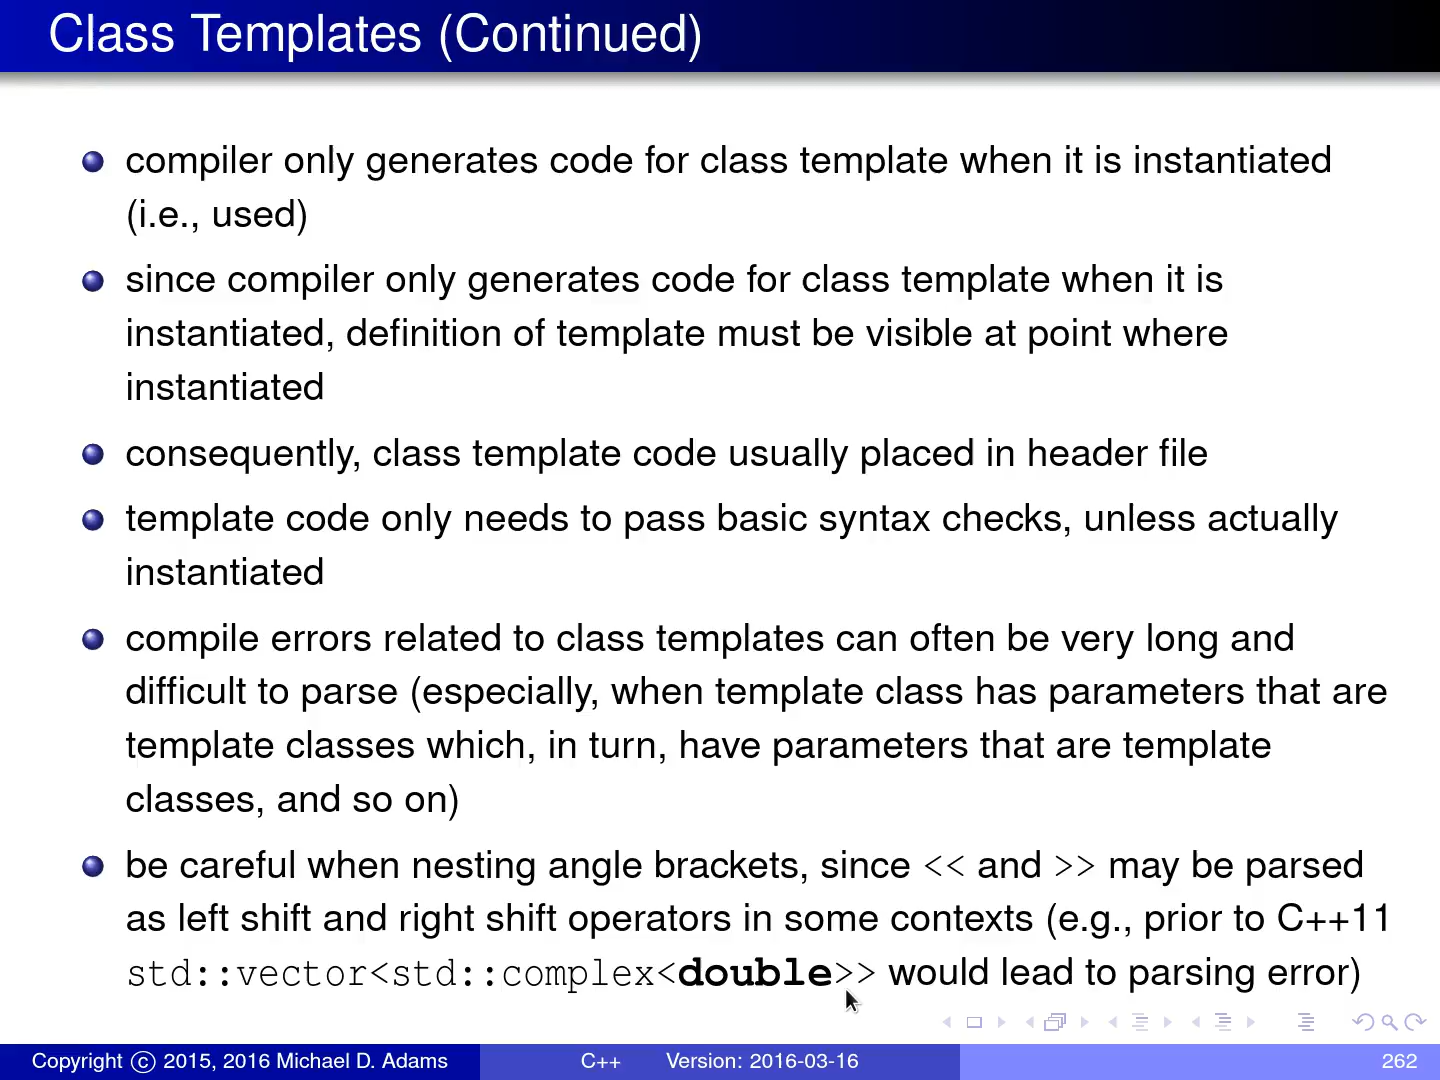 Class Templates (Continued)
compiler only generates code for class template when it is instantiated
(i.e., used)
since compiler only generates code for class template when it is
instantiated, definition of template must be visible at point where
instantiated
consequently, class template code usually placed in header file
template code only needs to pass basic syntax checks, unless actually
instantiated
compile errors related to class templates can often be very long and
difficult to parse (especially, when template class has parameters that are
template classes which, in turn, have parameters that are template
classes, and so on)
be careful when nesting angle brackets, since << and >> may be parsed
as left shift and right shift operators in some contexts (e.g., prior to C++11
std::vector<std::complex<double>> would lead to parsing error)
Copyright © 2015, 2016 Michael D. Adams C++ Version: 2016-03-16 262